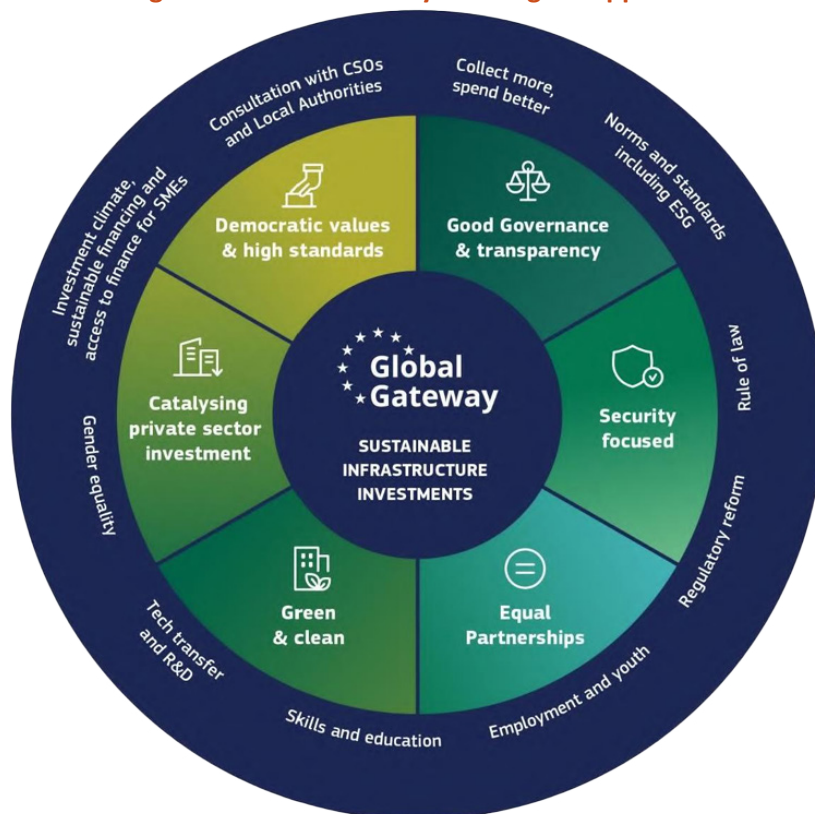 Consultation with CSOs
and Local Authorities
Collect more,
spend better
Norms and standards
including ESG
Rule of law
Regulatory reform
Employment and youth
Skills and education
Tech transfer
and R&D
Gender equality
Investment climate,
sustainable financing and
access to finance for SMEs
Democratic values
& high standards
Good Governance
& transparency
Security
focused
Equal
Partnerships
Green
& clean
Catalysing
private sector
investment
Global
Gateway
SUSTAINABLE
INFRASTRUCTURE
INVESTMENTS